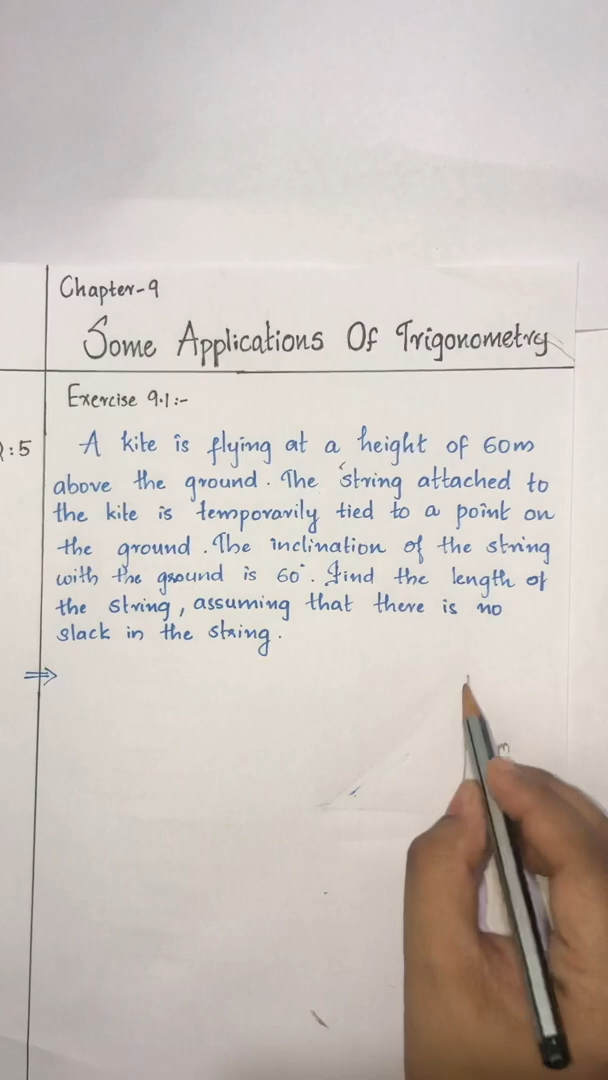 Chapter-9
Some Applications Of Trigonometry
Exercise 9.1:-
:5 A kite is flying at a height of 60m
above the ground. The string attached to
the kite is temporarily tied to a point on
the ground. The inclination of the string
with the ground is 60°. Find the length of
the string, assuming that there is no
slack in the string.
⇒